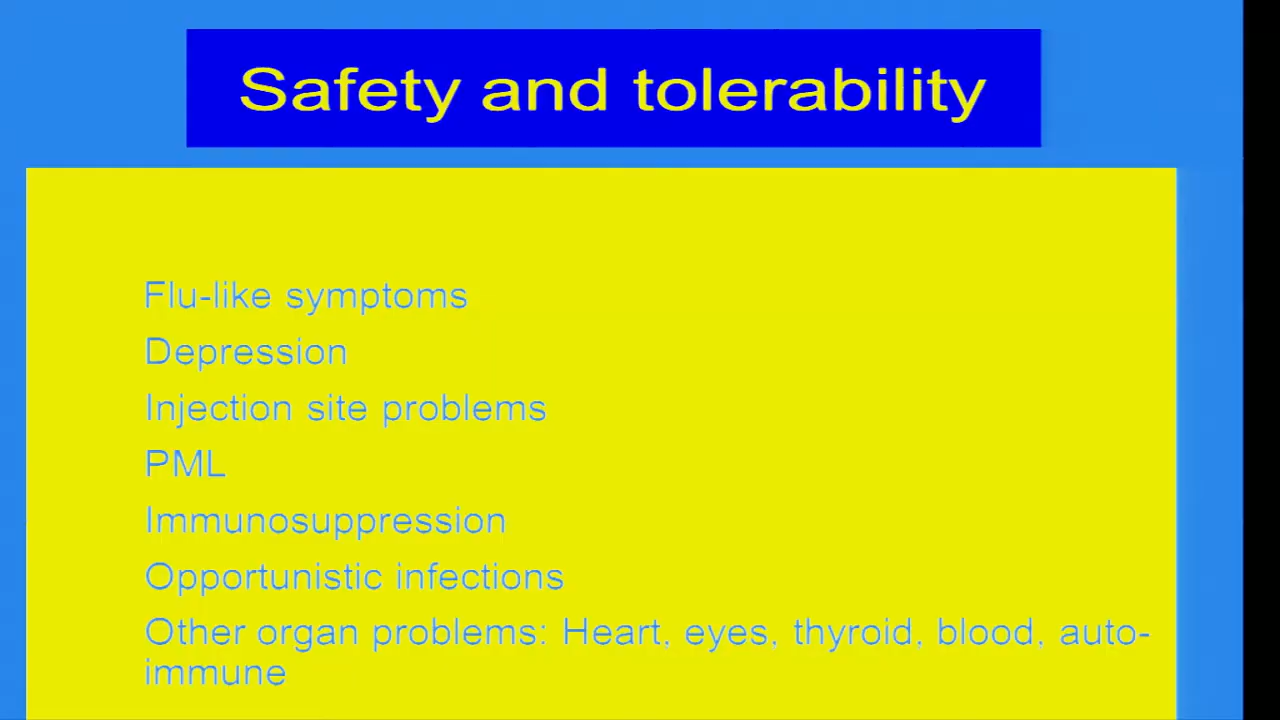 Safety and tolerability
Flu-like symptoms
Depression
Injection site problems
PML
Immunosuppression
Opportunistic infections
Other organ problems: Heart, eyes, thyroid, blood, auto-
immune